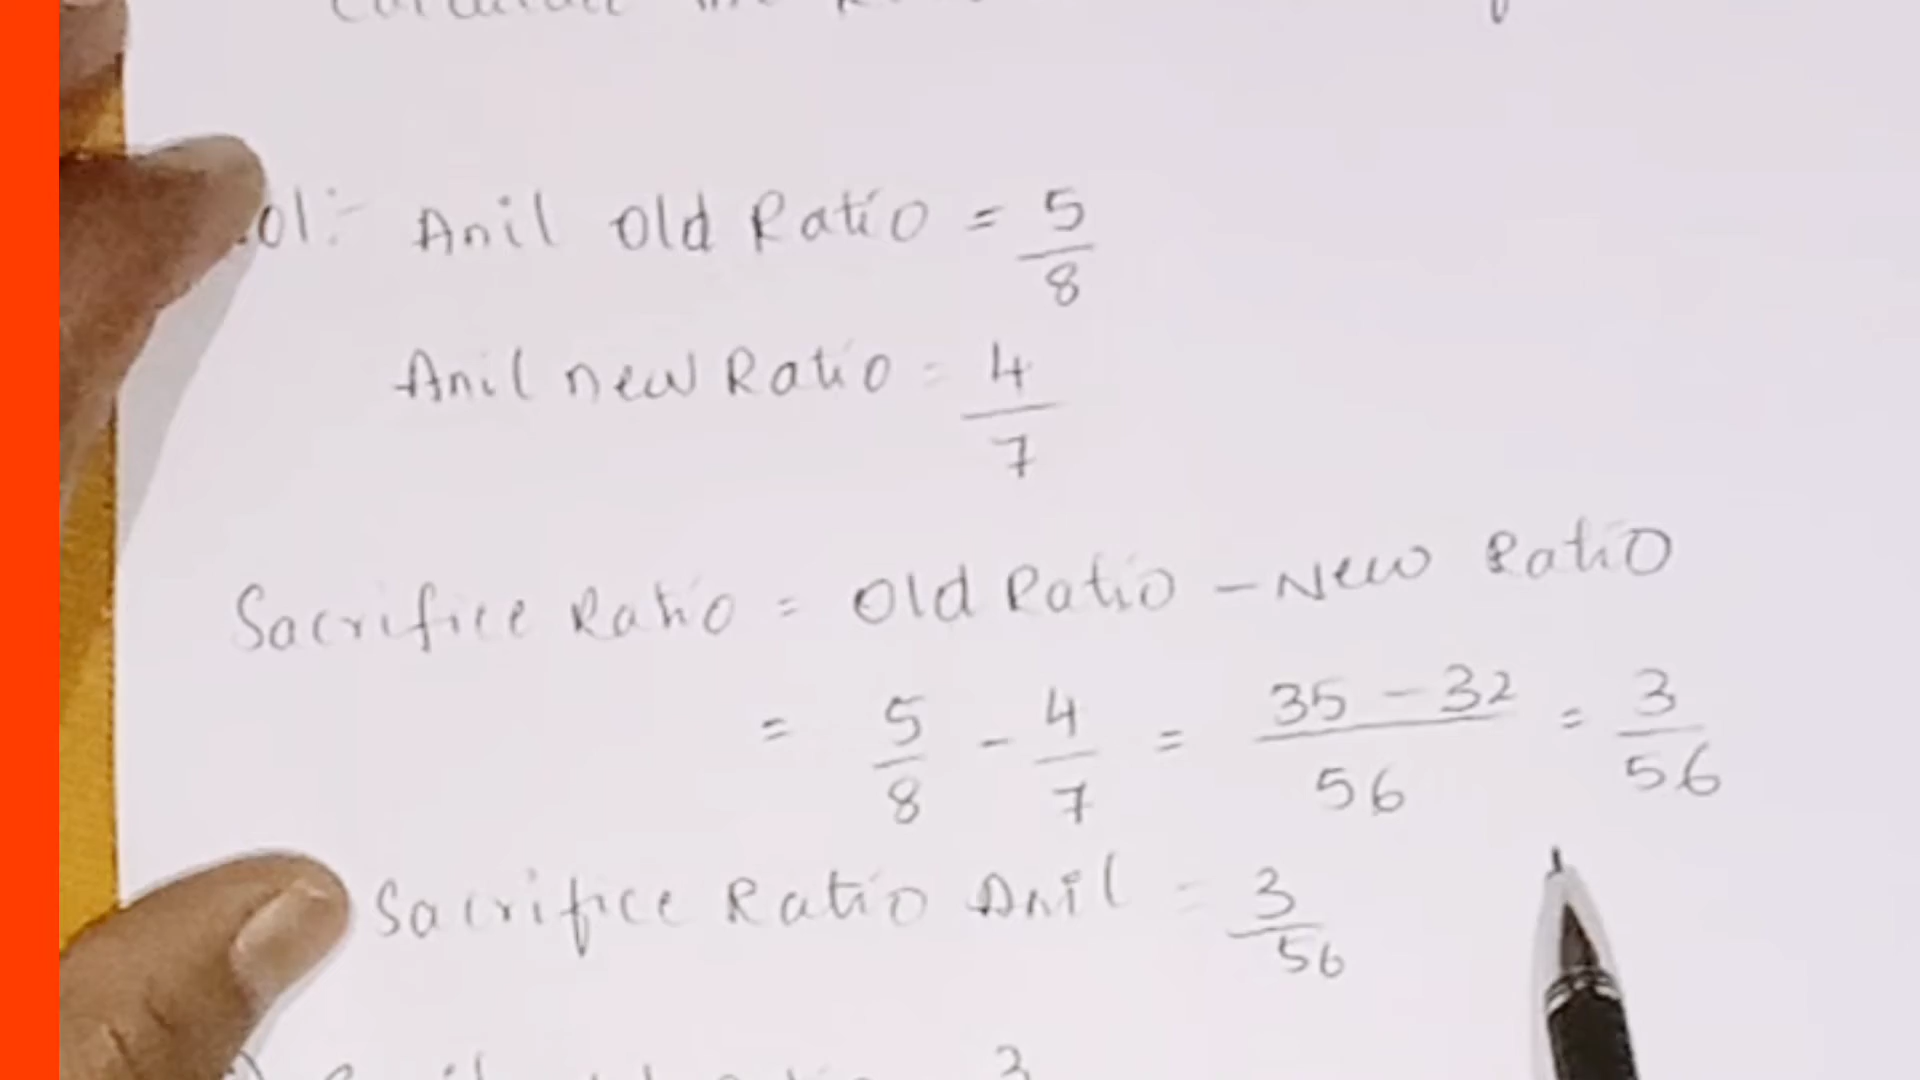 ol:- Anil Old Ratio = 5/8
Anil new Ratio = 4/7
Sacrifice Ratio = Old Ratio - New Ratio
= 5/8 - 4/7 = 35 - 32/56 = 3/56
Sacrifice Ratio Anil = 3/56